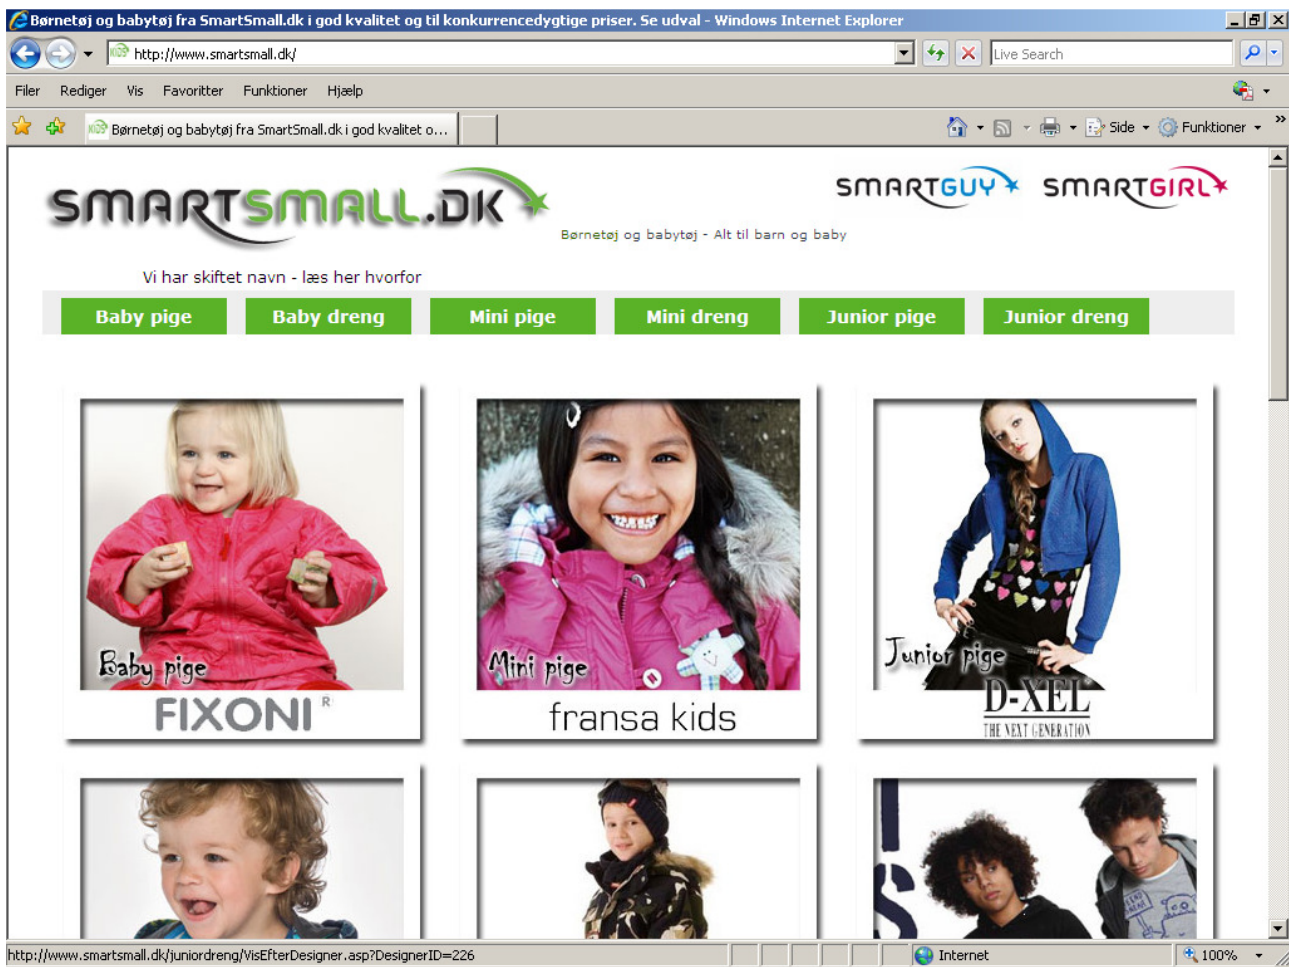 Børnetøj og babytøj fra SmartSmall.dk i god kvalitet og til konkurrencedygtige priser. Se udval - Windows Internet Explorer
http://www.smartsmall.dk/
Live Search
Filer Rediger Vis Favoritter Funktioner Hjælp
Børnetøj og babytøj fra SmartSmall.dk i god kvalitet o...
Side Funktioner
SMARTSMALL.DK
SMARTGUY SMARTGIRL
Børnetøj og babytøj - Alt til barn og baby
Vi har skiftet navn - læs her hvorfor
Baby pige Baby dreng Mini pige Mini dreng Junior pige Junior dreng
Baby pige
FIXONI R
Mini pige
fransa kids
Junior pige
D-XEL
THE NEXT GENERATION
http://www.smartsmall.dk/juniordreng/VisEfterDesigner.asp?DesignerID=226
Internet
100%